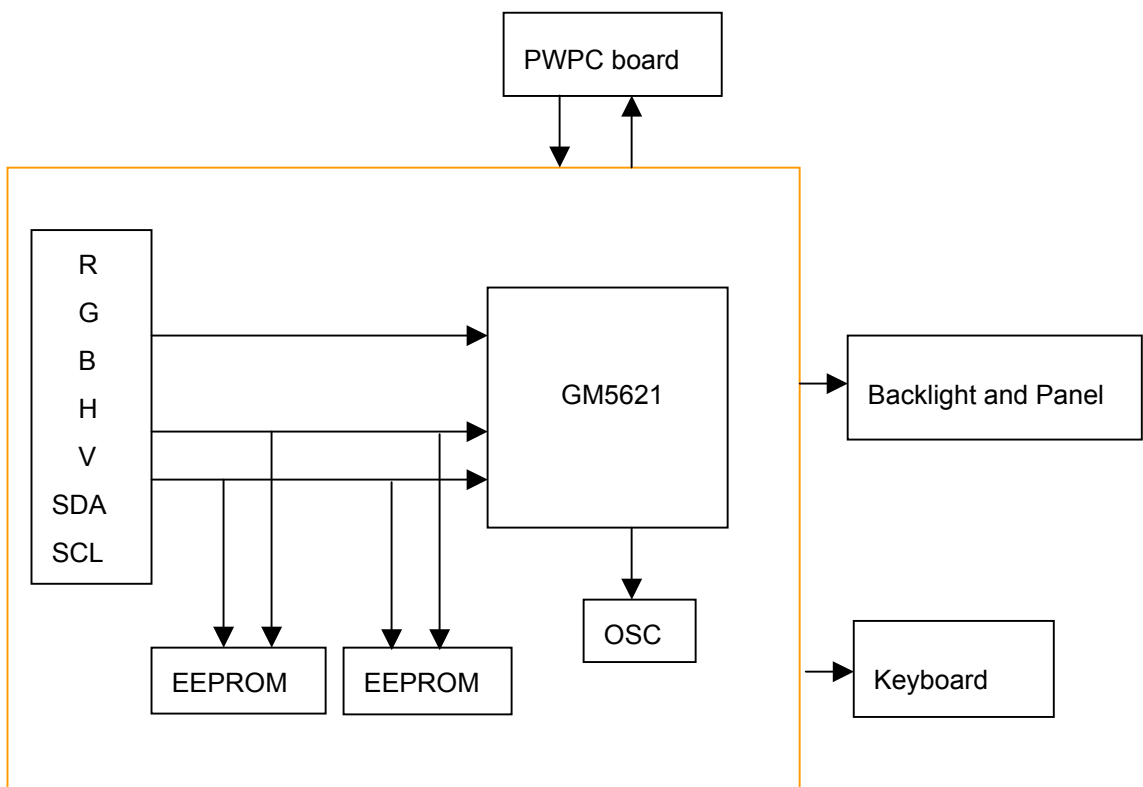 PWPC board
R
G
B
H
V
SDA
SCL
GM5621
Backlight and Panel
OSC
EEPROM
EEPROM
Keyboard